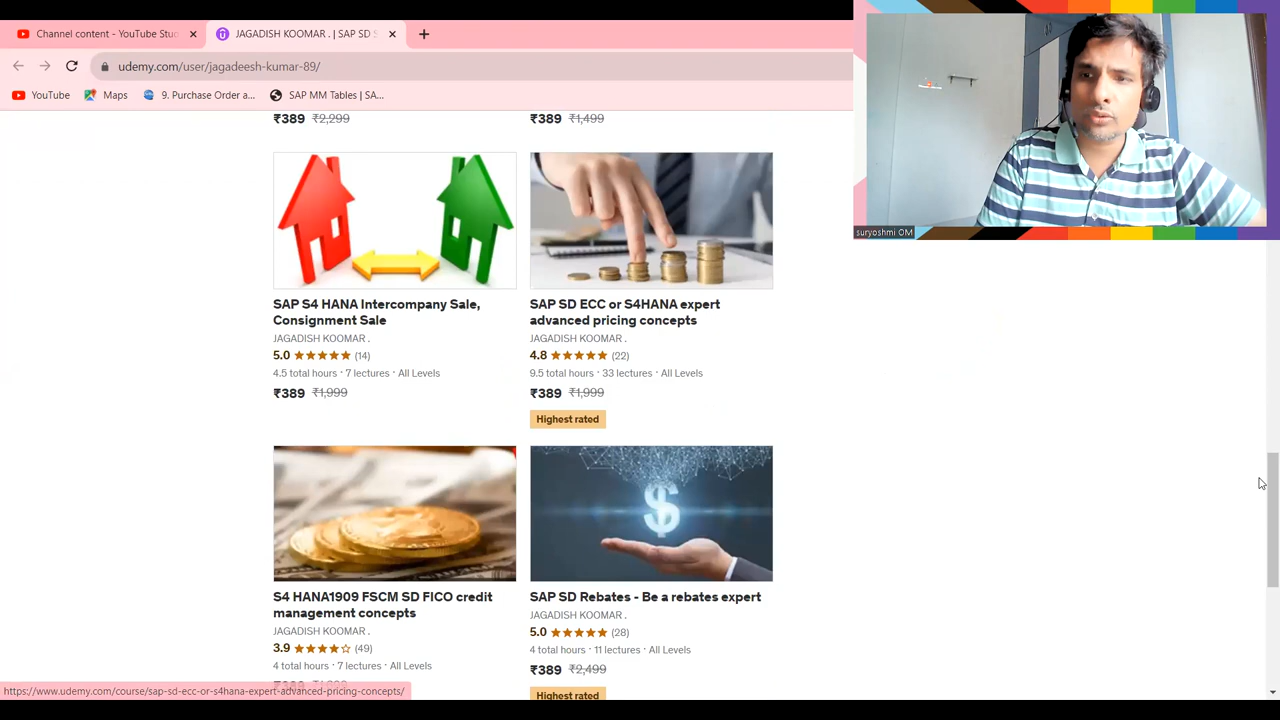 Channel content - YouTube Stu
JAGADISH KOOMAR . | SAP SD S
udemy.com/user/jagadeesh-kumar-89/
YouTube
Maps
9. Purchase Order a...
SAP MM Tables | SA...
suryoshmi OM
₹389 ₹2,299
₹389 ₹1,499
SAP S4 HANA Intercompany Sale,
Consignment Sale
JAGADISH KOOMAR .
5.0 (14)
4.5 total hours · 7 lectures · All Levels
₹389 ₹1,999
SAP SD ECC or S4HANA expert
advanced pricing concepts
JAGADISH KOOMAR .
4.8 (22)
9.5 total hours · 33 lectures · All Levels
₹389 ₹1,999
Highest rated
S4 HANA1909 FSCM SD FICO credit
management concepts
JAGADISH KOOMAR .
3.9 (49)
4 total hours · 7 lectures · All Levels
$
SAP SD Rebates - Be a rebates expert
JAGADISH KOOMAR .
5.0 (28)
4 total hours · 11 lectures · All Levels
₹389 ₹2,499
Highest rated
https://www.udemy.com/course/sap-sd-ecc-or-s4hana-expert-advanced-pricing-concepts/